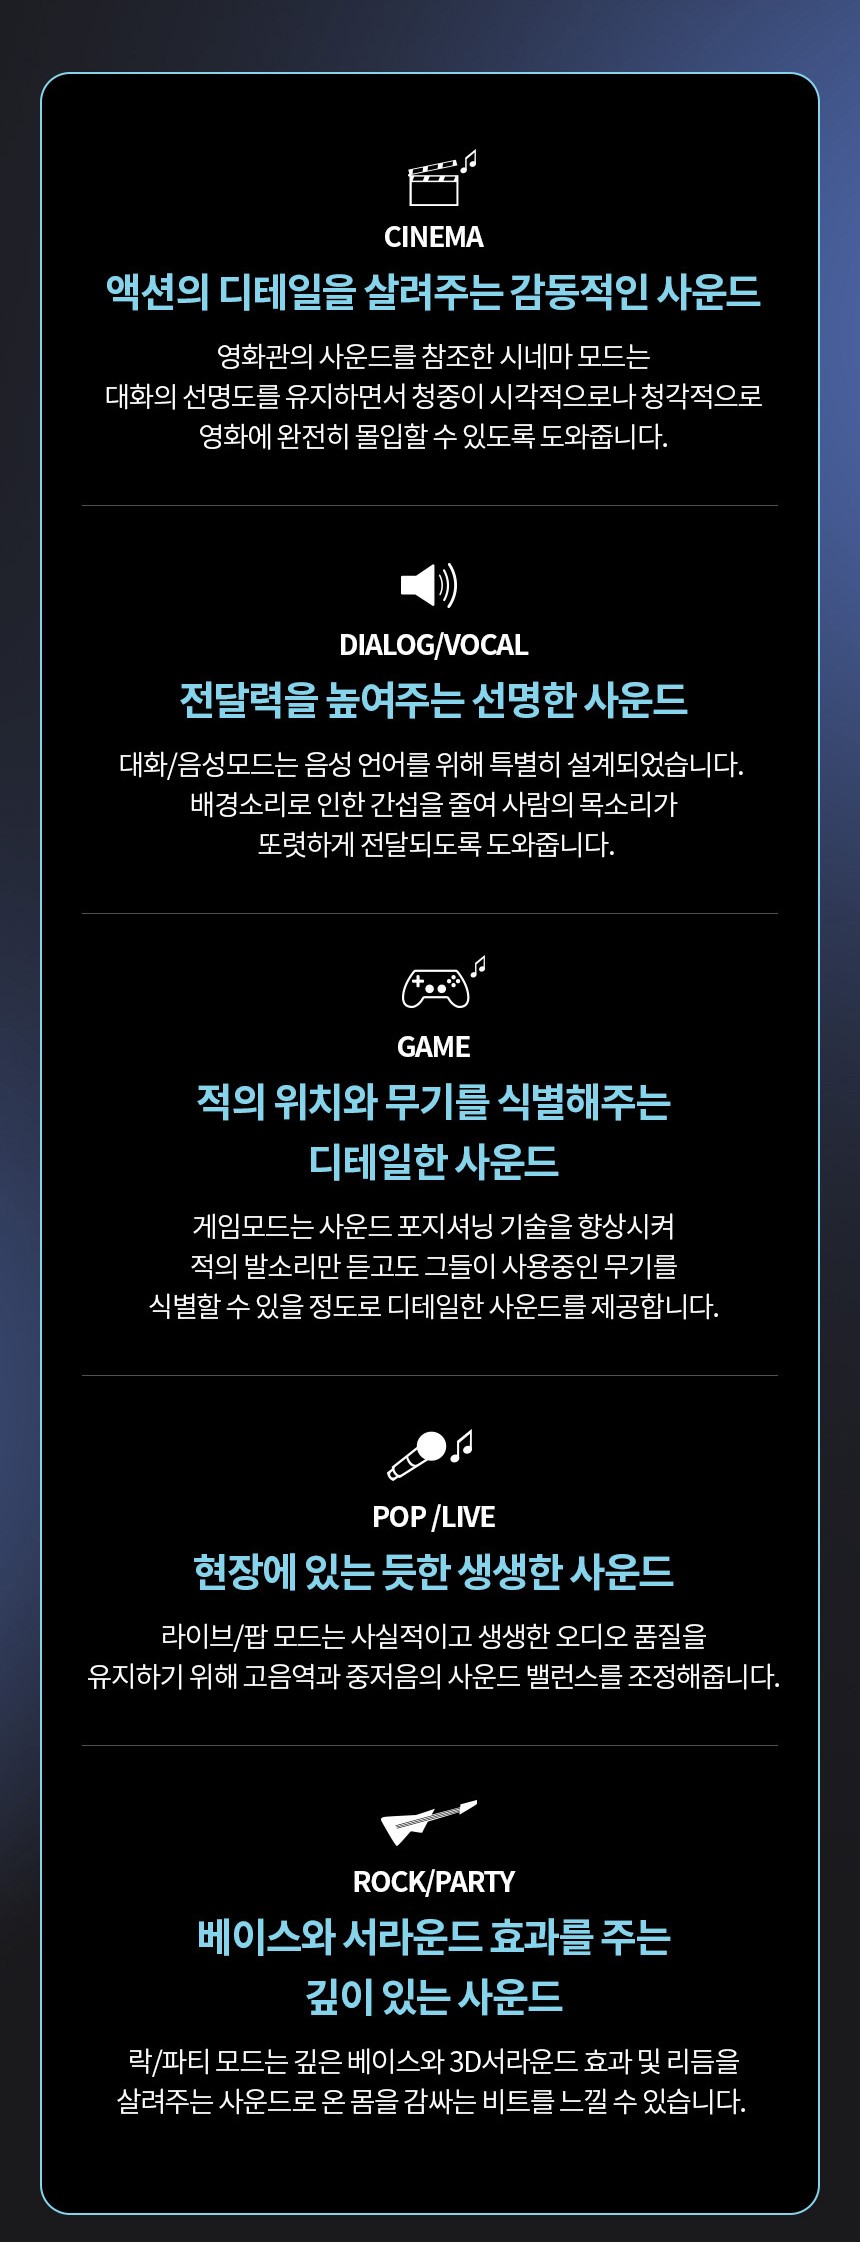 CINEMA
액션의 디테일을 살려주는 감동적인 사운드
영화관의 사운드를 참조한 시네마 모드는
대화의 선명도를 유지하면서 청중이 시각적으로나 청각적으로
영화에 완전히 몰입할 수 있도록 도와줍니다.
DIALOG/VOCAL
전달력을 높여주는 선명한 사운드
대화/음성모드는 음성 언어를 위해 특별히 설계되었습니다.
배경소리로 인한 간섭을 줄여 사람의 목소리가
또렷하게 전달되도록 도와줍니다.
GAME
적의 위치와 무기를 식별해주는
디테일한 사운드
게임모드는 사운드 포지셔닝 기술을 향상시켜
적의 발소리만 듣고도 그들이 사용중인 무기를
식별할 수 있을 정도로 디테일한 사운드를 제공합니다.
POP /LIVE
현장에 있는 듯한 생생한 사운드
라이브/팝 모드는 사실적이고 생생한 오디오 품질을
유지하기 위해 고음역과 중저음의 사운드 밸런스를 조정해줍니다.
ROCK/PARTY
베이스와 서라운드 효과를 주는
깊이 있는 사운드
락/파티 모드는 깊은 베이스와 3D서라운드 효과 및 리듬을
살려주는 사운드로 온 몸을 감싸는 비트를 느낄 수 있습니다.